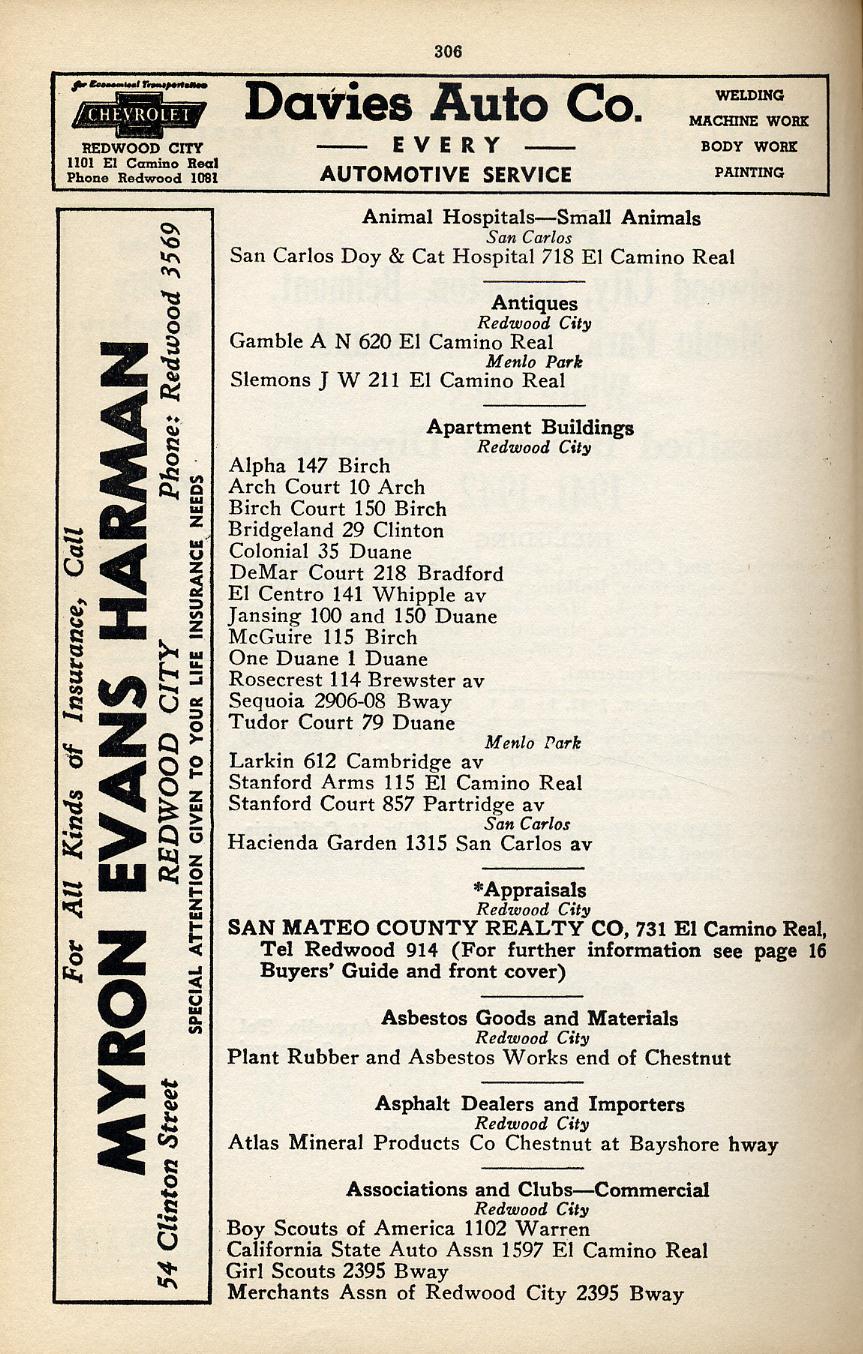 306
for Economical Transportation
CHEVROLET
REDWOOD CITY
1101 El Camino Real
Phone Redwood 1081
Davies Auto Co.
EVERY
AUTOMOTIVE SERVICE
WELDING
MACHINE WORK
BODY WORK
PAINTING
For All Kinds of Insurance, Call
MYRON EVANS HARMAN
54 Clinton Street REDWOOD CITY Phone: Redwood 3569
SPECIAL ATTENTION GIVEN TO YOUR LIFE INSURANCE NEEDS
Animal Hospitals—Small Animals
San Carlos
San Carlos Doy & Cat Hospital 718 El Camino Real
Antiques
Redwood City
Gamble A N 620 El Camino Real
Menlo Park
Slemons J W 211 El Camino Real
Apartment Buildings
Redwood City
Alpha 147 Birch
Arch Court 10 Arch
Birch Court 150 Birch
Bridgeland 29 Clinton
Colonial 35 Duane
DeMar Court 218 Bradford
El Centro 141 Whipple av
Jansing 100 and 150 Duane
McGuire 115 Birch
One Duane 1 Duane
Rosecrest 114 Brewster av
Sequoia 2906-08 Bway
Tudor Court 79 Duane
Menlo Park
Larkin 612 Cambridge av
Stanford Arms 115 El Camino Real
Stanford Court 857 Partridge av
San Carlos
Hacienda Garden 1315 San Carlos av
*Appraisals
Redwood City
SAN MATEO COUNTY REALTY CO, 731 El Camino Real,
Tel Redwood 914 (For further information see page 16
Buyers' Guide and front cover)
Asbestos Goods and Materials
Redwood City
Plant Rubber and Asbestos Works end of Chestnut
Asphalt Dealers and Importers
Redwood City
Atlas Mineral Products Co Chestnut at Bayshore hway
Associations and Clubs—Commercial
Redwood City
Boy Scouts of America 1102 Warren
California State Auto Assn 1597 El Camino Real
Girl Scouts 2395 Bway
Merchants Assn of Redwood City 2395 Bway